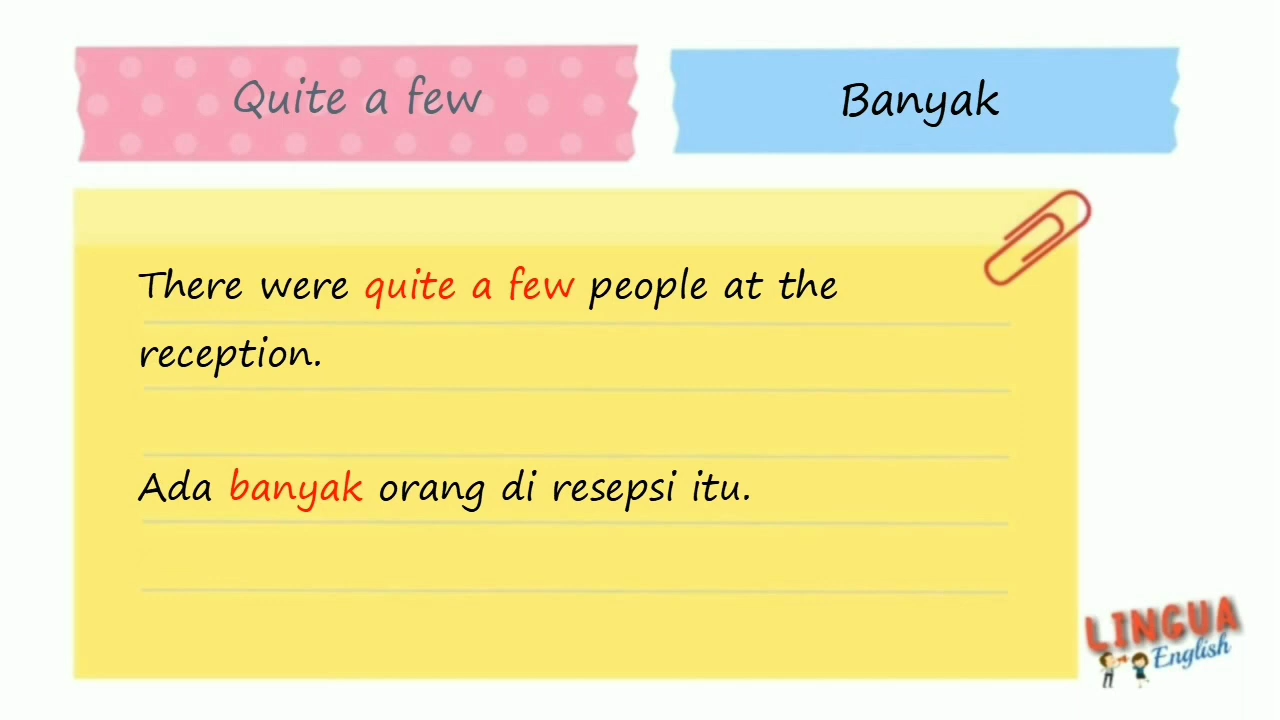 Quite a few
Banyak
There were quite a few people at the
reception.
Ada banyak orang di resepsi itu.
LINGUA
English